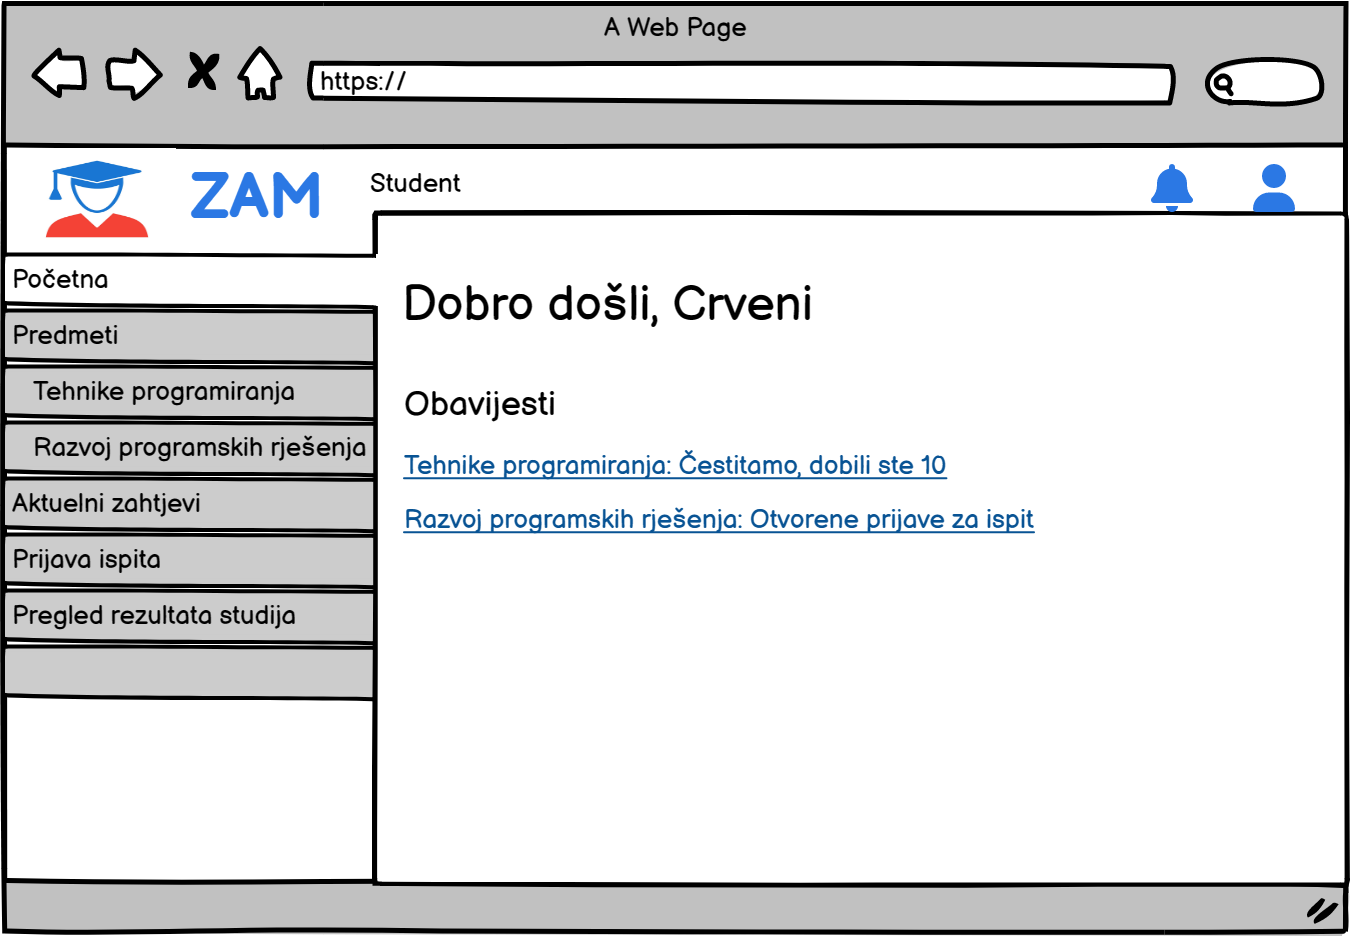 A Web Page
https://
ZAM
Student
Početna
Predmeti
Tehnike programiranja
Razvoj programskih rješenja
Aktuelni zahtjevi
Prijava ispita
Pregled rezultata studija
Dobro došli, Crveni
Obavijesti
Tehnike programiranja: Čestitamo, dobili ste 10
Razvoj programskih rješenja: Otvorene prijave za ispit